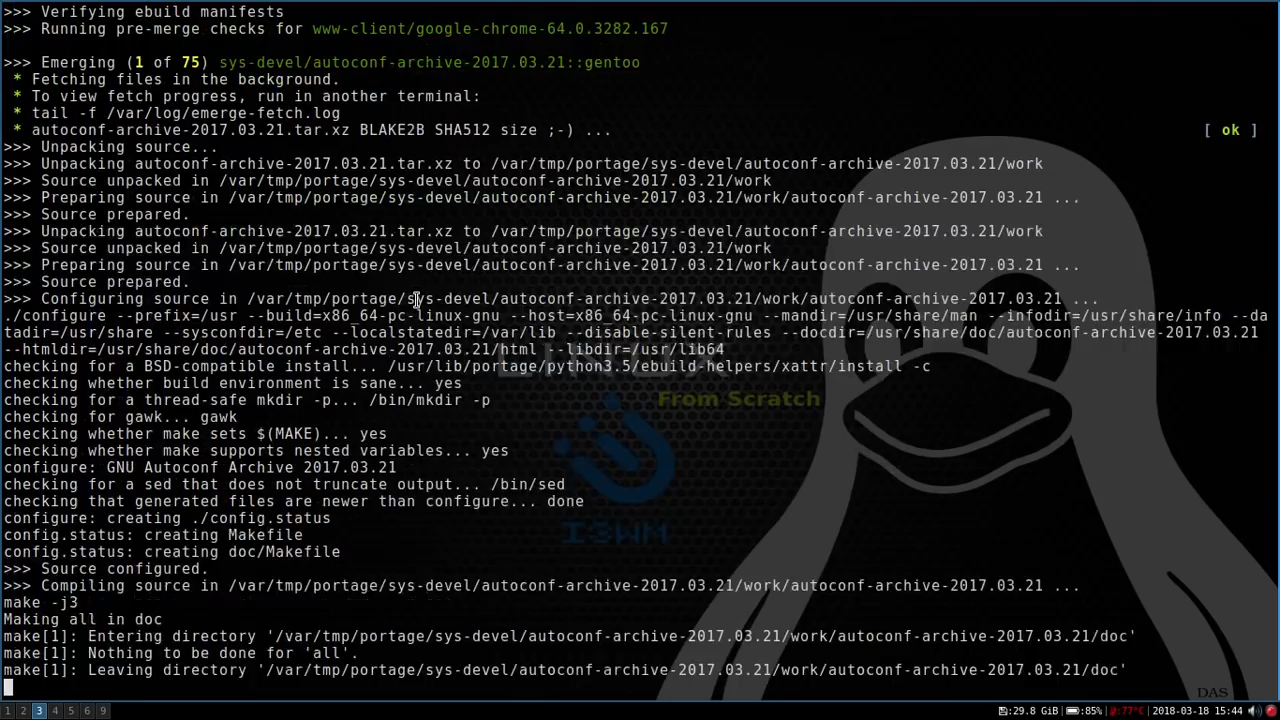 >>> Verifying ebuild manifests
>>> Running pre-merge checks for www-client/google-chrome-64.0.3282.167
>>> Emerging (1 of 75) sys-devel/autoconf-archive-2017.03.21::gentoo
 * Fetching files in the background.
 * To view fetch progress, run in another terminal:
 * tail -f /var/log/emerge-fetch.log
 * autoconf-archive-2017.03.21.tar.xz BLAKE2B SHA512 size ;-) ... [ ok ]
>>> Unpacking source...
>>> Unpacking autoconf-archive-2017.03.21.tar.xz to /var/tmp/portage/sys-devel/autoconf-archive-2017.03.21/work
>>> Source unpacked in /var/tmp/portage/sys-devel/autoconf-archive-2017.03.21/work
>>> Preparing source in /var/tmp/portage/sys-devel/autoconf-archive-2017.03.21/work/autoconf-archive-2017.03.21 ...
>>> Source prepared.
>>> Unpacking autoconf-archive-2017.03.21.tar.xz to /var/tmp/portage/sys-devel/autoconf-archive-2017.03.21/work
>>> Source unpacked in /var/tmp/portage/sys-devel/autoconf-archive-2017.03.21/work
>>> Preparing source in /var/tmp/portage/sys-devel/autoconf-archive-2017.03.21/work/autoconf-archive-2017.03.21 ...
>>> Source prepared.
>>> Configuring source in /var/tmp/portage/sys-devel/autoconf-archive-2017.03.21/work/autoconf-archive-2017.03.21 ...
./configure --prefix=/usr --build=x86_64-pc-linux-gnu --host=x86_64-pc-linux-gnu --mandir=/usr/share/man --infodir=/usr/share/info --da
tadir=/usr/share --sysconfdir=/etc --localstatedir=/var/lib --disable-silent-rules --docdir=/usr/share/doc/autoconf-archive-2017.03.21
--htmldir=/usr/share/doc/autoconf-archive-2017.03.21/html --libdir=/usr/lib64
LINUX
checking for a BSD-compatible install... /usr/lib/portage/python3.5/ebuild-helpers/xattr/install -c
checking whether build environment is sane... yes
checking for a thread-safe mkdir -p... /bin/mkdir -p
From Scratch
checking for gawk... gawk
checking whether make sets $(MAKE)... yes
checking whether make supports nested variables... yes
configure: GNU Autoconf Archive 2017.03.21
checking for a sed that does not truncate output... /bin/sed
checking that generated files are newer than configure... done
configure: creating ./config.status
I3WM
config.status: creating Makefile
config.status: creating doc/Makefile
>>> Source configured.
>>> Compiling source in /var/tmp/portage/sys-devel/autoconf-archive-2017.03.21/work/autoconf-archive-2017.03.21 ...
make -j3
Making all in doc
make[1]: Entering directory '/var/tmp/portage/sys-devel/autoconf-archive-2017.03.21/work/autoconf-archive-2017.03.21/doc'
make[1]: Nothing to be done for 'all'.
make[1]: Leaving directory '/var/tmp/portage/sys-devel/autoconf-archive-2017.03.21/work/autoconf-archive-2017.03.21/doc'
DAS
1 2 3 4 5 6 9 :29.8 GiB :85% :77°C 2018-03-18 15:44